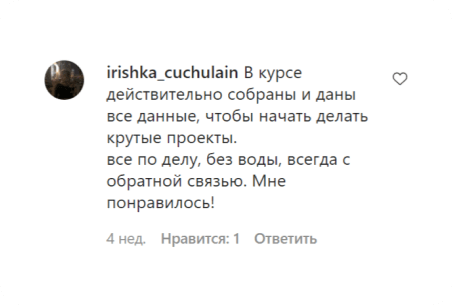 irishka_cuchulain В курсе
действительно собраны и даны
все данные, чтобы начать делать
крутые проекты.
все по делу, без воды, всегда с
обратной связью. Мне
понравилось!
4 нед. Нравится: 1 Ответить